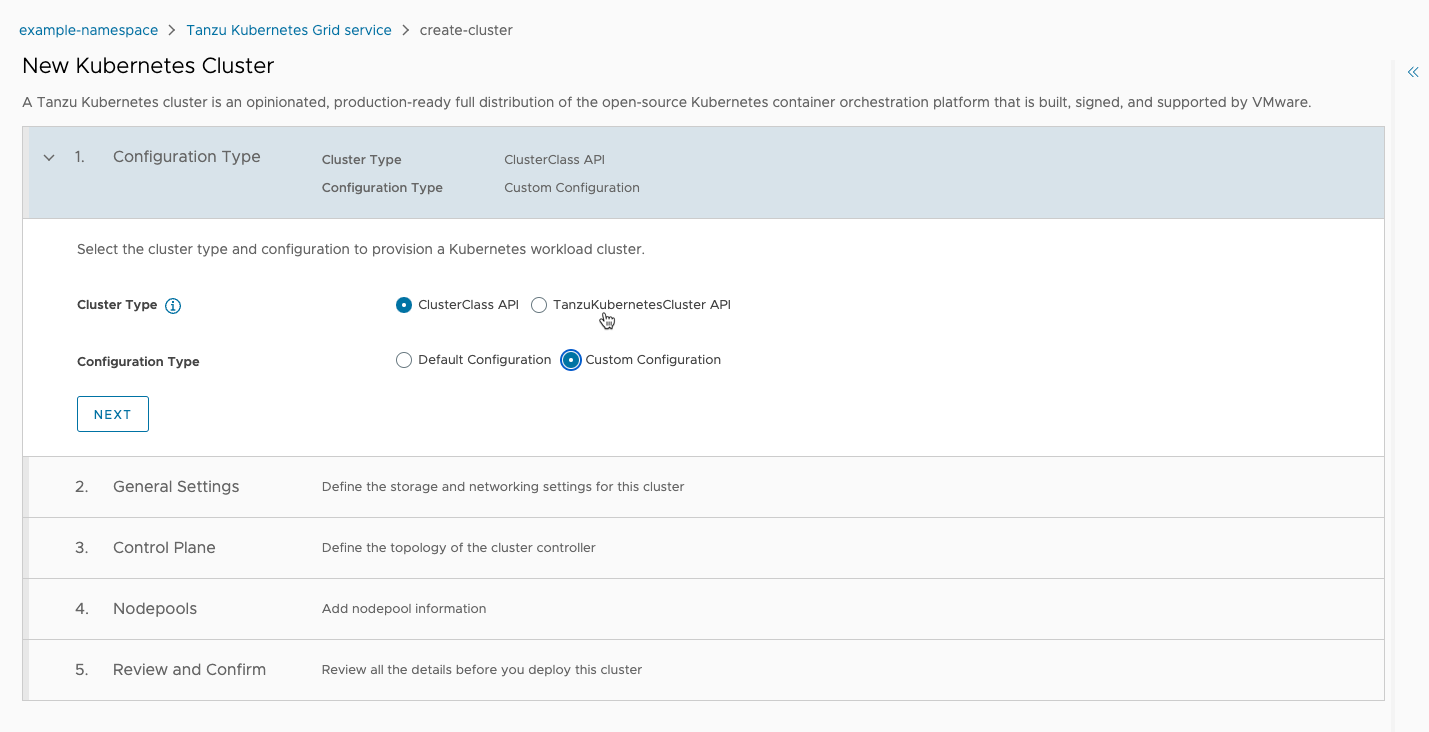 example-namespace > Tanzu Kubernetes Grid service > create-cluster
New Kubernetes Cluster
A Tanzu Kubernetes cluster is an opinionated, production-ready full distribution of the open-source Kubernetes container orchestration platform that is built, signed, and supported by VMware.
1. Configuration Type Cluster Type ClusterClass API
Configuration Type Custom Configuration
Select the cluster type and configuration to provision a Kubernetes workload cluster.
Cluster Type ClusterClass API TanzuKubernetesCluster API
Configuration Type Default Configuration Custom Configuration
NEXT
2. General Settings Define the storage and networking settings for this cluster
3. Control Plane Define the topology of the cluster controller
4. Nodepools Add nodepool information
5. Review and Confirm Review all the details before you deploy this cluster